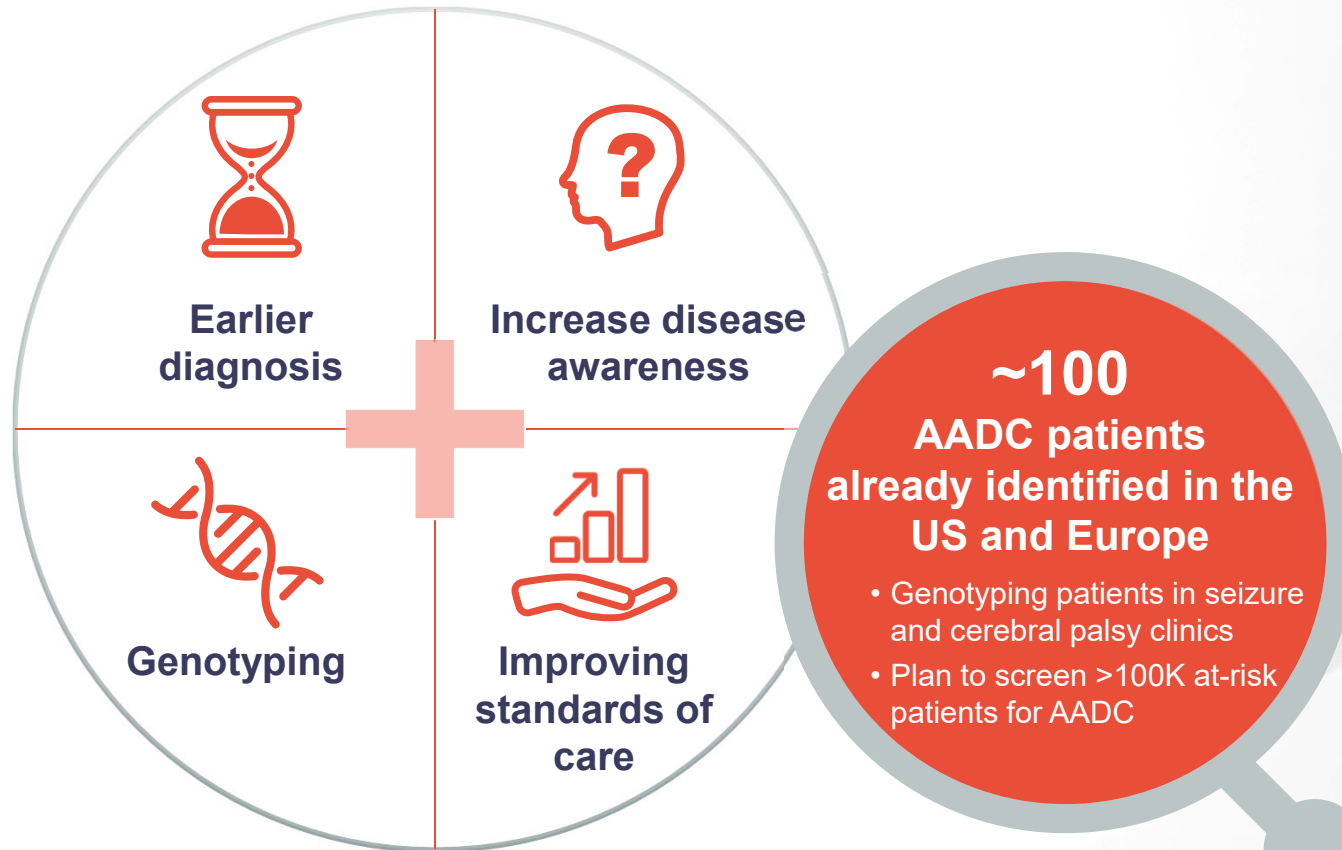 Earlier
diagnosis
Increase disease
awareness
Genotyping
Improving
standards of
care
~100
AADC patients
already identified in the
US and Europe
• Genotyping patients in seizure
and cerebral palsy clinics
• Plan to screen >100K at-risk
patients for AADC
?